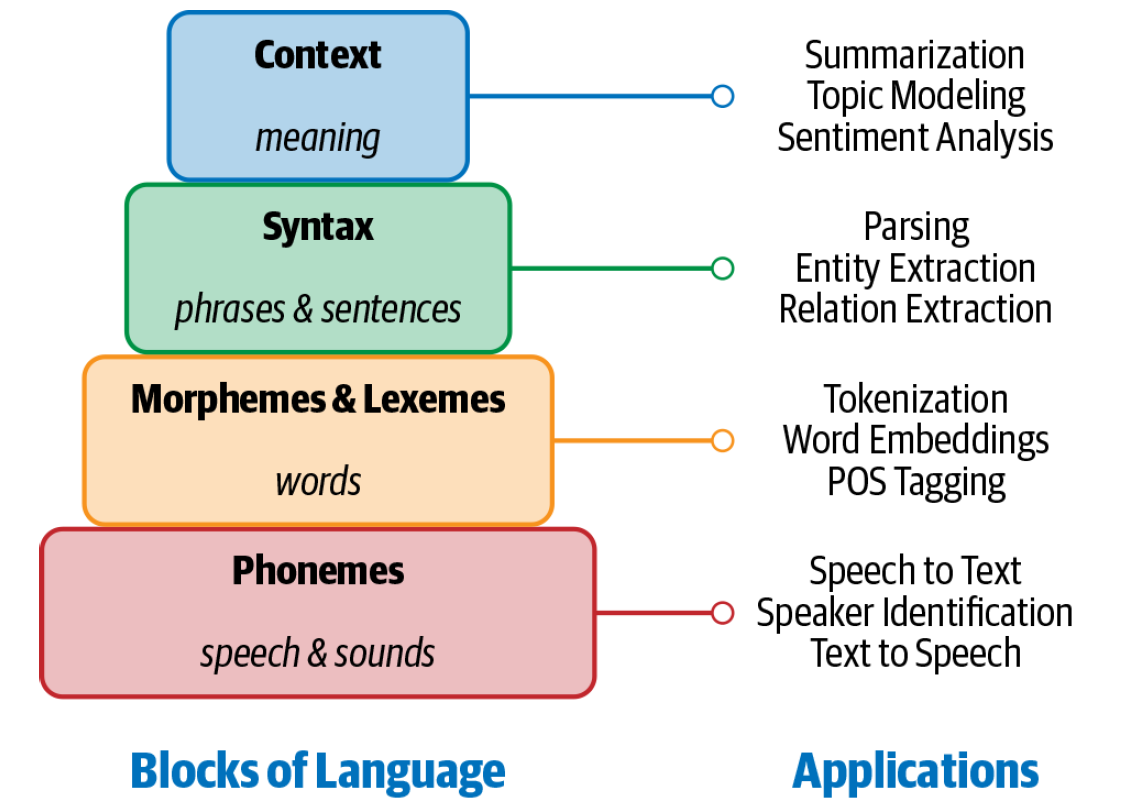 Context
meaning
Summarization
Topic Modeling
Sentiment Analysis
Syntax
phrases & sentences
Parsing
Entity Extraction
Relation Extraction
Morphemes & Lexemes
words
Tokenization
Word Embeddings
POS Tagging
Phonemes
speech & sounds
Speech to Text
Speaker Identification
Text to Speech
Blocks of Language
Applications